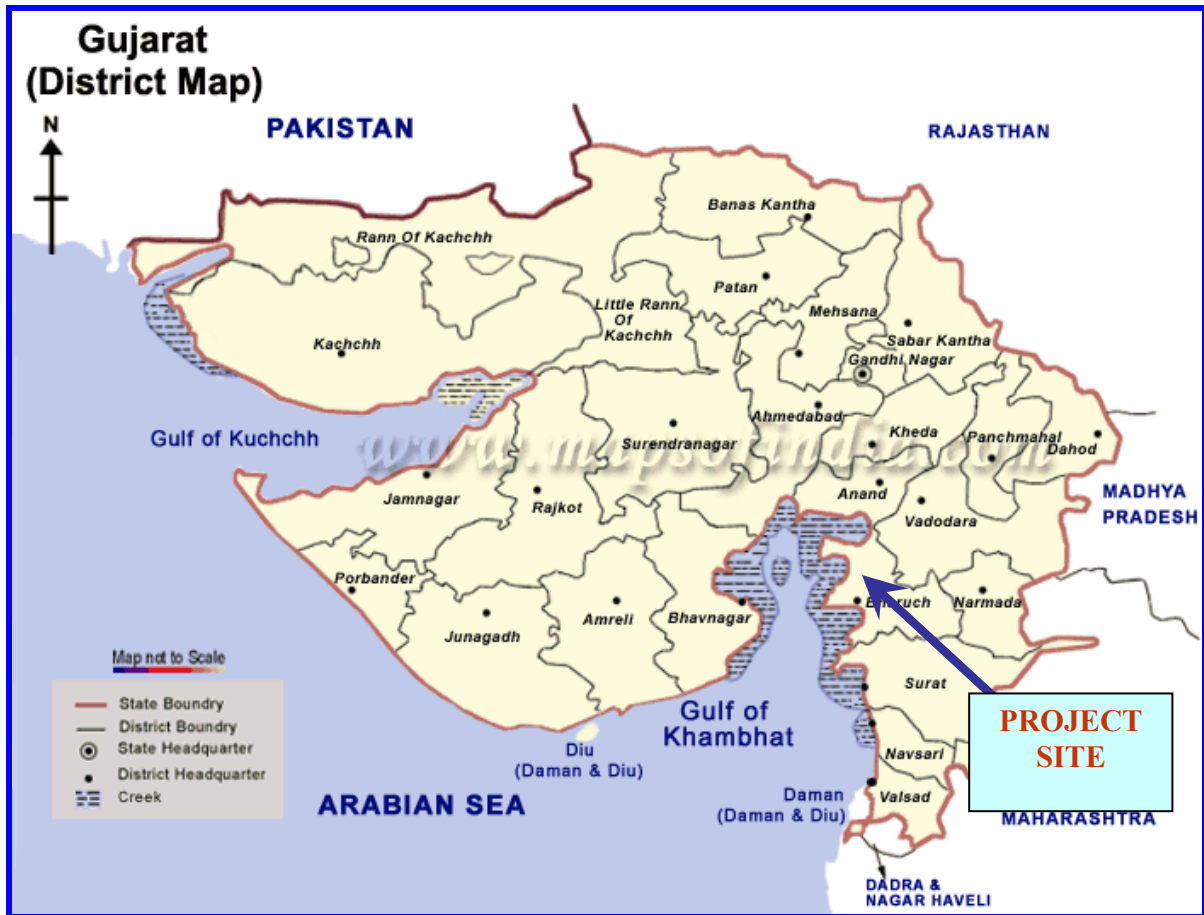 Gujarat
(District Map)
N
PAKISTAN
RAJASTHAN
Banas Kantha
Rann Of Kachchh
Patan
Little Rann
Of
Kachchh
Mehsana
Sabar Kantha
Kachchh
Gandhi Nagar
Ahmedabad
Gulf of Kuchchh
Surendranagar
Kheda
Panchmahal
Dahod
www.mapsofindia.com
Jamnagar
Rajkot
Anand
Vadodara
MADHYA
PRADESH
Porbander
Junagadh
Amreli
Bhavnagar
Bharuch
Narmada
Map not to Scale
State Boundry
District Boundry
State Headquarter
District Headquarter
Creek
Surat
Gulf of
Khambhat
PROJECT
SITE
Diu
(Daman & Diu)
Navsari
ARABIAN SEA
Daman
(Daman & Diu)
Valsad
MAHARASHTRA
DADRA &
NAGAR HAVELI